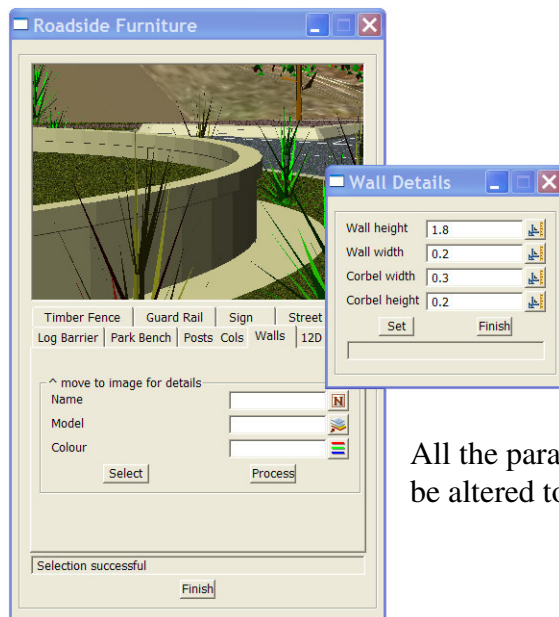 Roadside Furniture
Timber Fence Guard Rail Sign Street
Log Barrier Park Bench Posts Cols Walls 12D
^ move to image for details
Name
N
Model
Colour
Select Process
Selection successful
Finish
Wall Details
Wall height 1.8
Wall width 0.2
Corbel width 0.3
Corbel height 0.2
Set Finish
All the para
be altered to